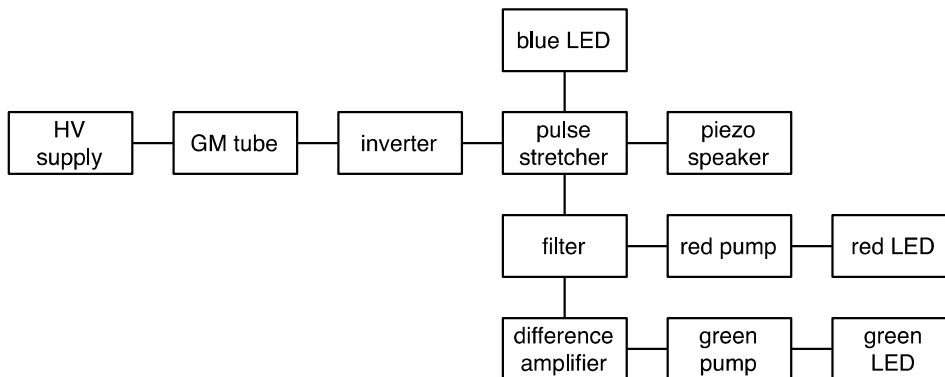 blue LED
HV
supply
GM tube
inverter
pulse
stretcher
piezo
speaker
filter
red pump
red LED
difference
amplifier
green
pump
green
LED